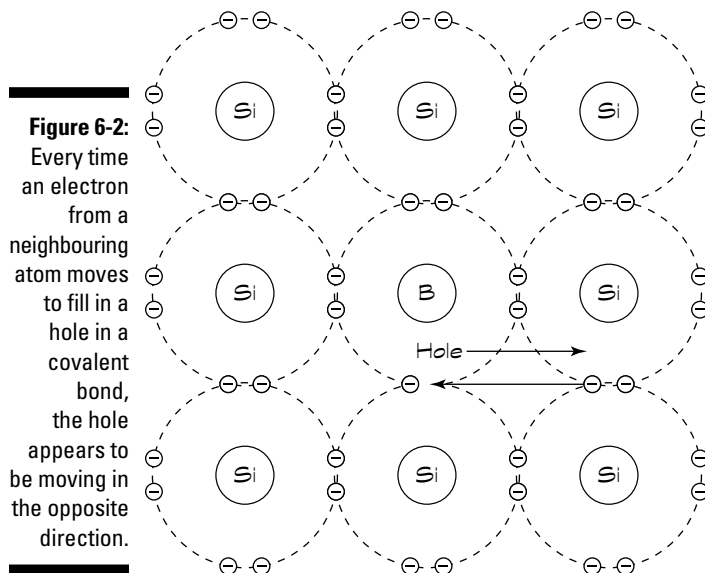 Figure 6-2:
Every time
an electron
from a
neighbouring
atom moves
to fill in a
hole in a
covalent
bond,
the hole
appears to
be moving in
the opposite
direction.
Si Si Si
Si B Si
Hole
Si Si Si